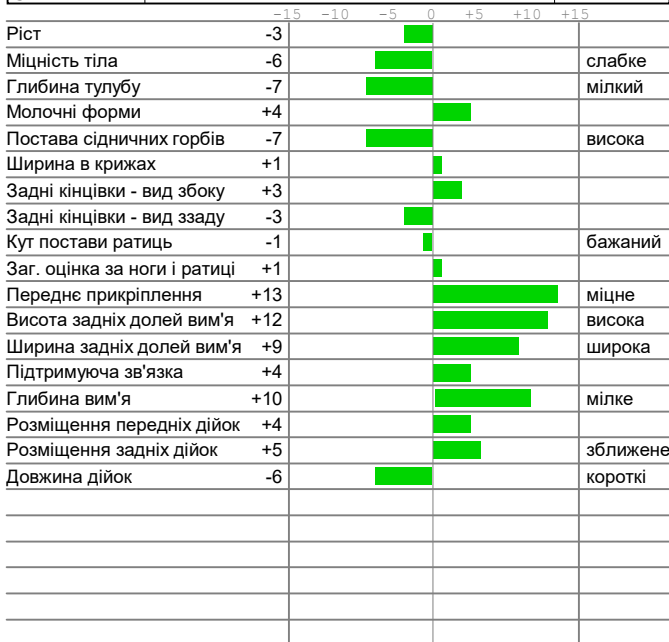 -15 -10 -5 0 +5 +10 +15
Ріст -3
Міцність тіла -6 слабке
Глибина тулубу -7 мілкий
Молочні форми +4
Постава сідничних горбів -7 висока
Ширина в крижах +1
Задні кінцівки - вид збоку +3
Задні кінцівки - вид ззаду -3
Кут постави ратиць -1 бажаний
Заг. оцінка за ноги і ратиці +1
Переднє прикріплення +13 міцне
Висота задніх долей вим'я +12 висока
Ширина задніх долей вим'я +9 широка
Підтримуюча зв'язка +4
Глибина вим'я +10 мілке
Розміщення передніх дійок +4
Розміщення задніх дійок +5 зближене
Довжина дійок -6 короткі